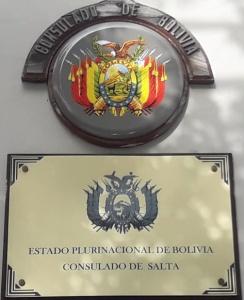 CONSULADO DE BOLIVIA
ESTADO PLURINACIONAL DE BOLIVIA
CONSULADO DE SALTA